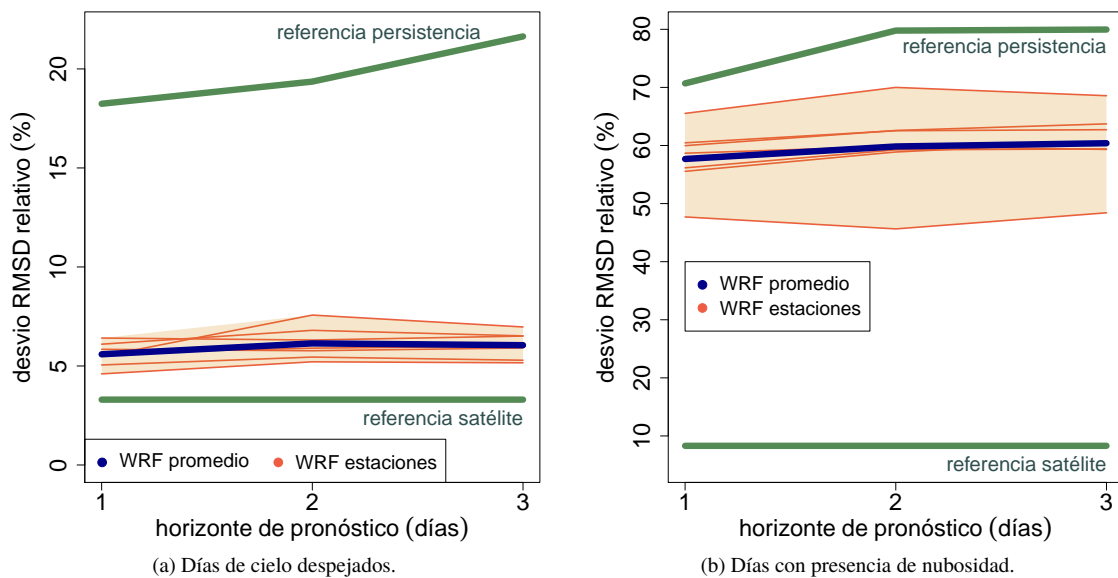 referencia persistencia
20
15
10
5
0
desvio RMSD relativo (%)
referencia satélite
WRF promedio
WRF estaciones
1
2
3
horizonte de pronóstico (días)
(a) Días de cielo despejados.
80
70
60
50
40
30
20
10
desvio RMSD relativo (%)
referencia persistencia
WRF promedio
WRF estaciones
referencia satélite
1
2
3
horizonte de pronóstico (días)
(b) Días con presencia de nubosidad.